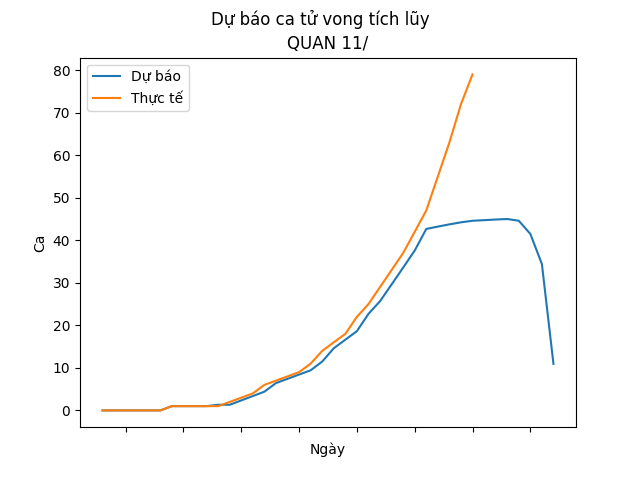 Dự báo ca tử vong tích lũy
QUAN 11/
Dự báo
Thực tế
80
70
60
50
40
30
20
10
0
Ca
Ngày